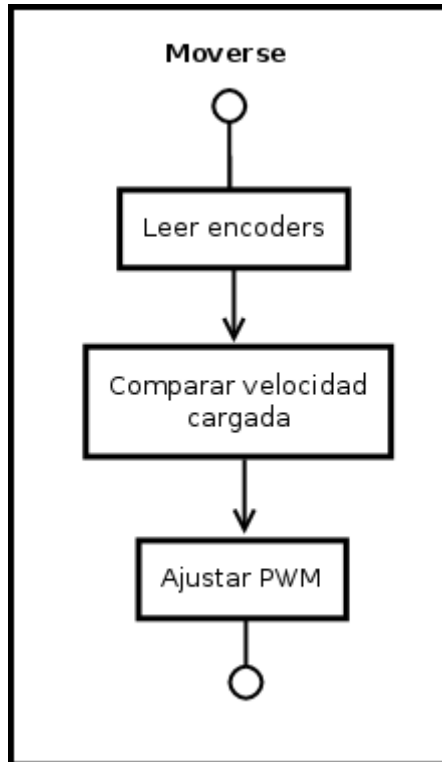 Moverse
Leer encoders
Comparar velocidad
cargada
Ajustar PWM